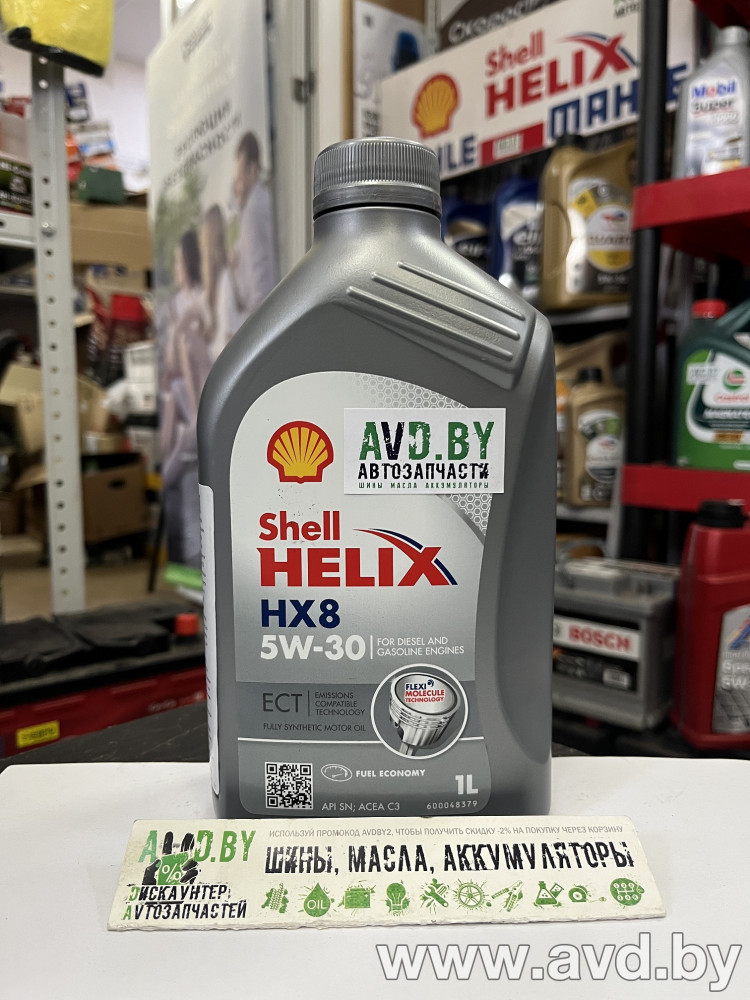 Shell
HELIX
MAHLE
Mobil
Super
AVD.BY
АВТОЗАПЧАСТИ
ШИНЫ МАСЛА АККУМУЛЯТОРЫ
Shell
HELIX
HX8
5W-30
FOR DIESEL AND
GASOLINE ENGINES
FLEXI
MOLECULE
TECHNOLOGY
ECT
EMISSIONS
COMPATIBLE
TECHNOLOGY
FULLY SYNTHETIC MOTOR OIL
FUEL ECONOMY
1L
API SN; ACEA C3
600048379
BOSCH
Castrol
ИСПОЛЬЗУЙ ПРОМОКОД AVDBY2, ЧТОБЫ ПОЛУЧИТЬ СКИДКУ -2% НА ПОКУПКУ ЧЕРЕЗ КОРЗИНУ
AVD.BY
ШИНЫ, МАСЛА, АККУМУЛЯТОРЫ
%
ДИСКАУНТЕР
АВТОЗАПЧАСТЕЙ
OIL
www.avd.by